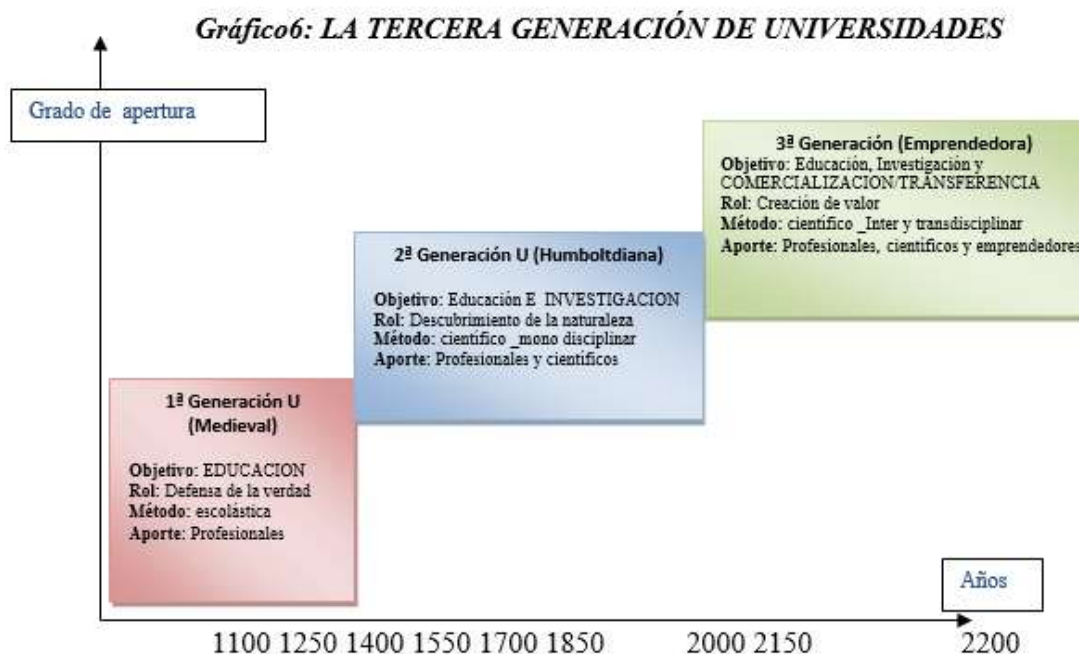 Gráfico6: LA TERCERA GENERACIÓN DE UNIVERSIDADES
Grado de apertura
3ª Generación (Emprendedora)
Objetivo: Educación, Investigación y
COMERCIALIZACION/TRANSFERENCIA
Rol: Creación de valor
Método: científico _Inter y transdisciplinar
Aporte: Profesionales, científicos y emprendedores
2ª Generación U (Humboltdiana)
Objetivo: Educación E INVESTIGACION
Rol: Descubrimiento de la naturaleza
Método: científico _mono disciplinar
Aporte: Profesionales y científicos
1ª Generación U
(Medieval)
Objetivo: EDUCACION
Rol: Defensa de la verdad
Método: escolástica
Aporte: Profesionales
Años
1100 1250 1400 1550 1700 1850 2000 2150 2200